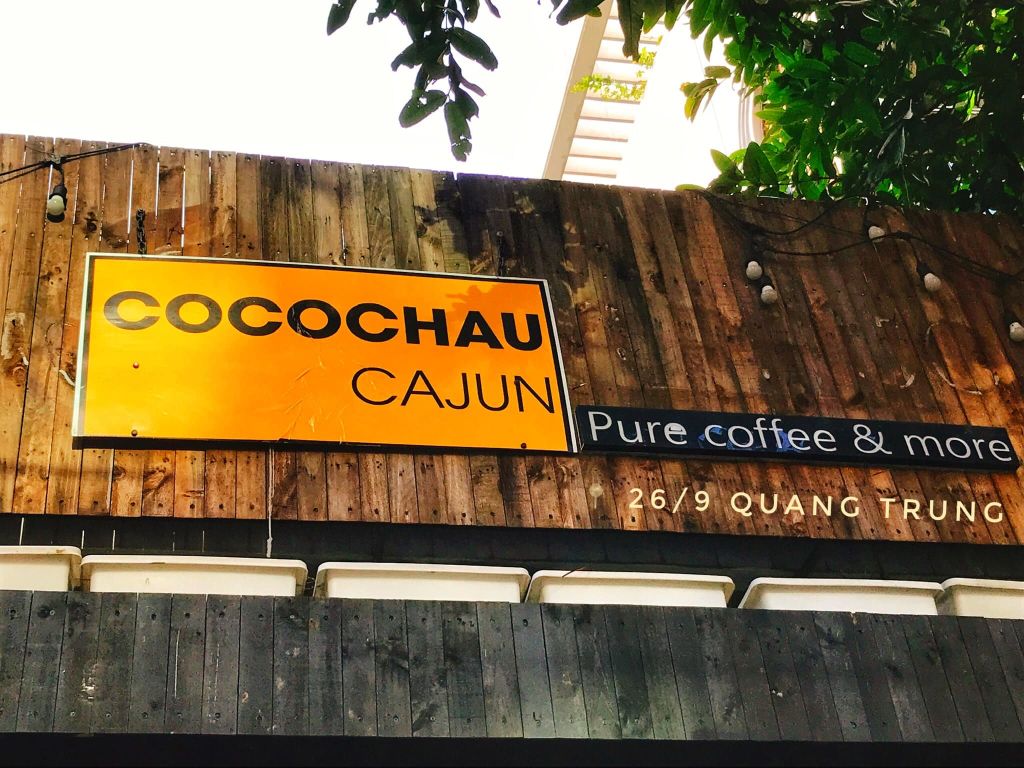 COCOCHAU
CAJUN
Pure coffee & more
26/9 QUANG TRUNG